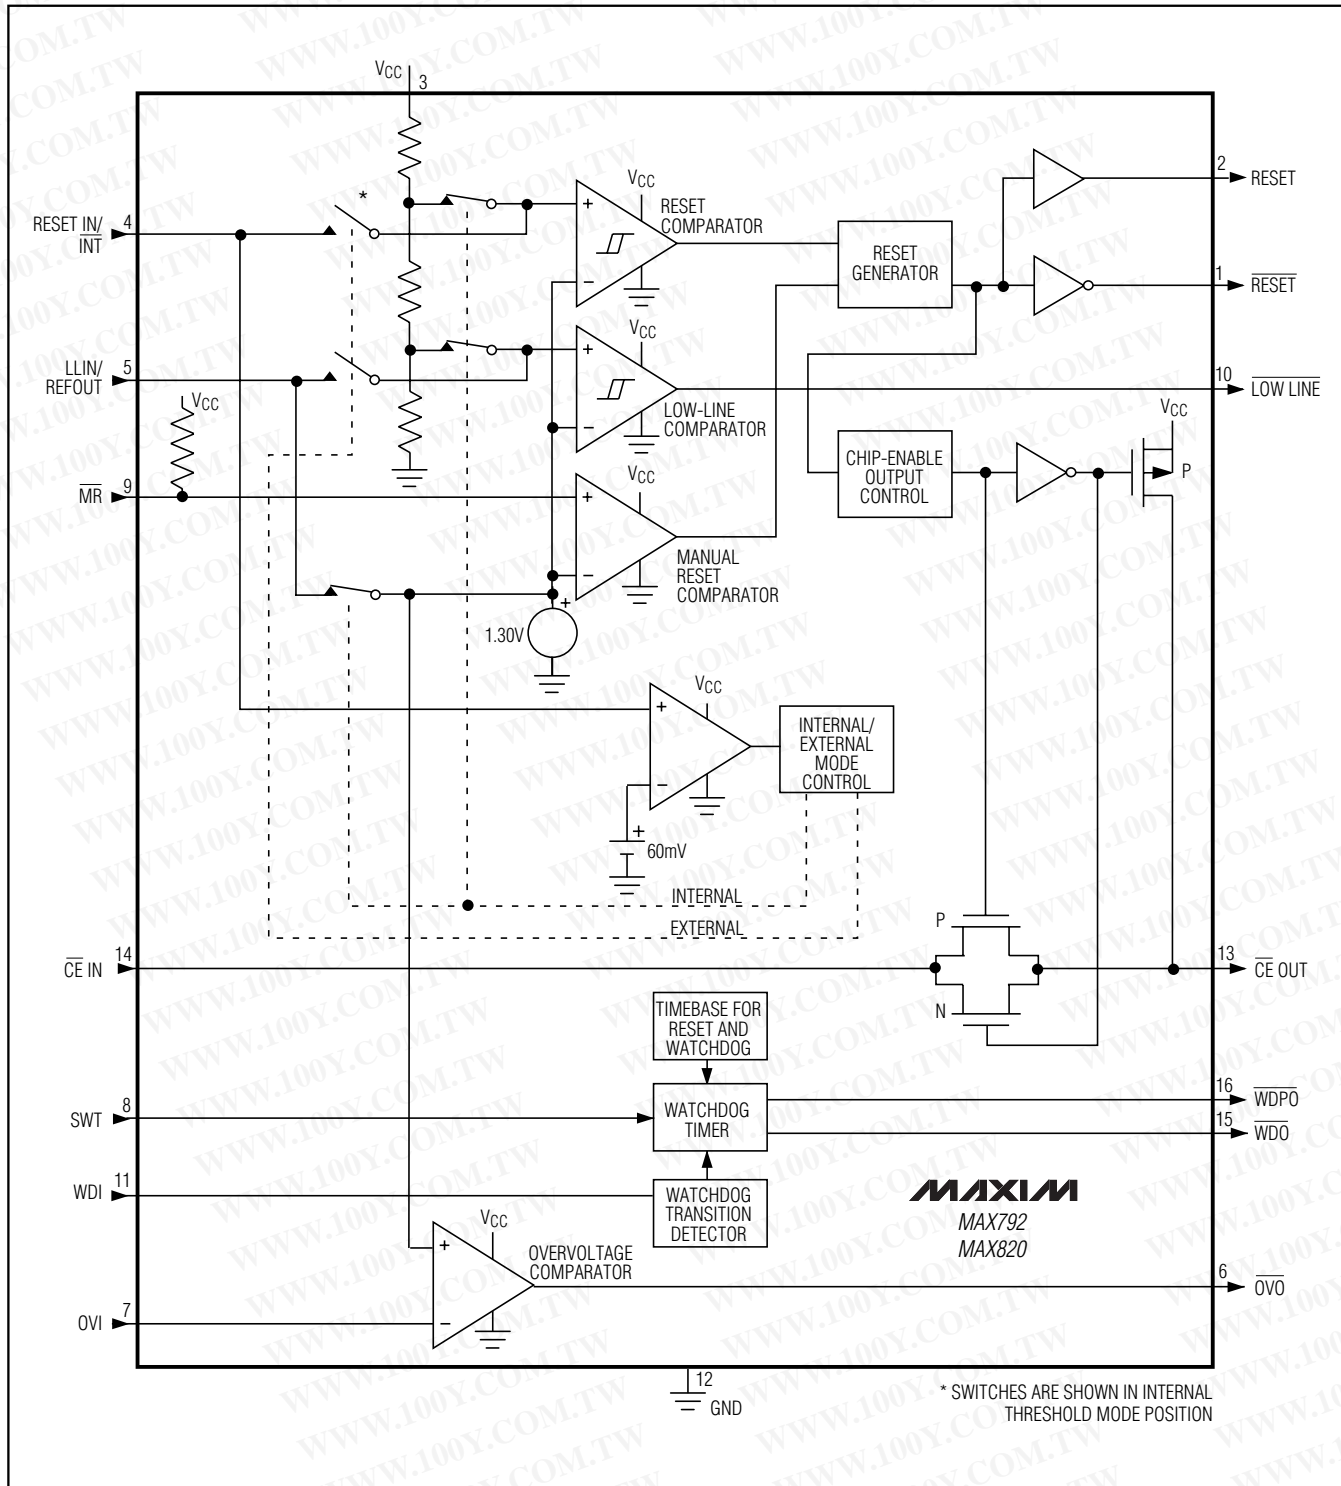 VCC
3
*
RESET IN/
INT
4
LLIN/
REFOUT
5
VCC
MR
9
VCC
RESET
COMPARATOR
+
−
VCC
LOW-LINE
COMPARATOR
+
−
VCC
MANUAL
RESET
COMPARATOR
+
−
1.30V
+
RESET
GENERATOR
2
RESET
1
RESET
10
LOW LINE
VCC
P
CHIP-ENABLE
OUTPUT
CONTROL
VCC
+
−
INTERNAL/
EXTERNAL
MODE
CONTROL
+
60mV
INTERNAL
EXTERNAL
CE IN
14
P
N
13
CE OUT
TIMEBASE FOR
RESET AND
WATCHDOG
SWT
8
WATCHDOG
TIMER
16
WDPO
15
WDO
WDI
11
WATCHDOG
TRANSITION
DETECTOR
MAXIM
MAX792
MAX820
VCC
+
−
OVERVOLTAGE
COMPARATOR
6
OVO
OVI
7
12
GND
* SWITCHES ARE SHOWN IN INTERNAL
THRESHOLD MODE POSITION
WWW.100Y.COM.TW